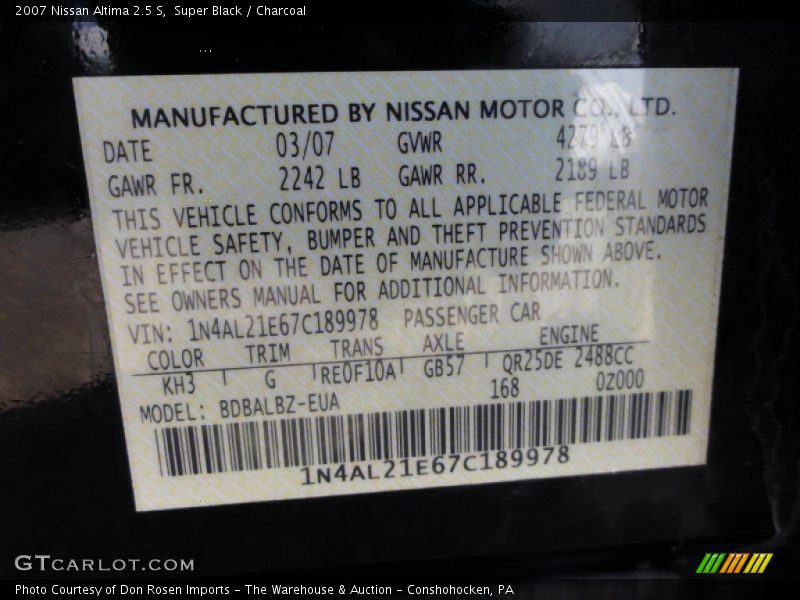 2007 Nissan Altima 2.5 S, Super Black / Charcoal
MANUFACTURED BY NISSAN MOTOR CO., LTD.
DATE 03/07 GVWR 4279 LB
GAWR FR. 2242 LB GAWR RR. 2189 LB
THIS VEHICLE CONFORMS TO ALL APPLICABLE FEDERAL MOTOR
VEHICLE SAFETY, BUMPER AND THEFT PREVENTION STANDARDS
IN EFFECT ON THE DATE OF MANUFACTURE SHOWN ABOVE.
SEE OWNERS MANUAL FOR ADDITIONAL INFORMATION.
VIN: 1N4AL21E67C189978 PASSENGER CAR
COLOR TRIM TRANS AXLE ENGINE
KH3 G RE0F10A GB57 QR25DE 2488CC
168 0Z000
MODEL: BDBALBZ-EUA
1N4AL21E67C189978
GTCARLOT.COM
Photo Courtesy of Don Rosen Imports - The Warehouse & Auction - Conshohocken, PA